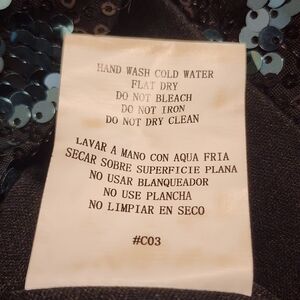 HAND WASH COLD WATER
FLAT DRY
DO NOT BLEACH
DO NOT IRON
DO NOT DRY CLEAN
LAVAR A MANO CON AQUA FRIA
SECAR SOBRE SUPERFICIE PLANA
NO USAR BLANQUEADOR
NO USE PLANCHA
NO LIMPIAR EN SECO
#C03